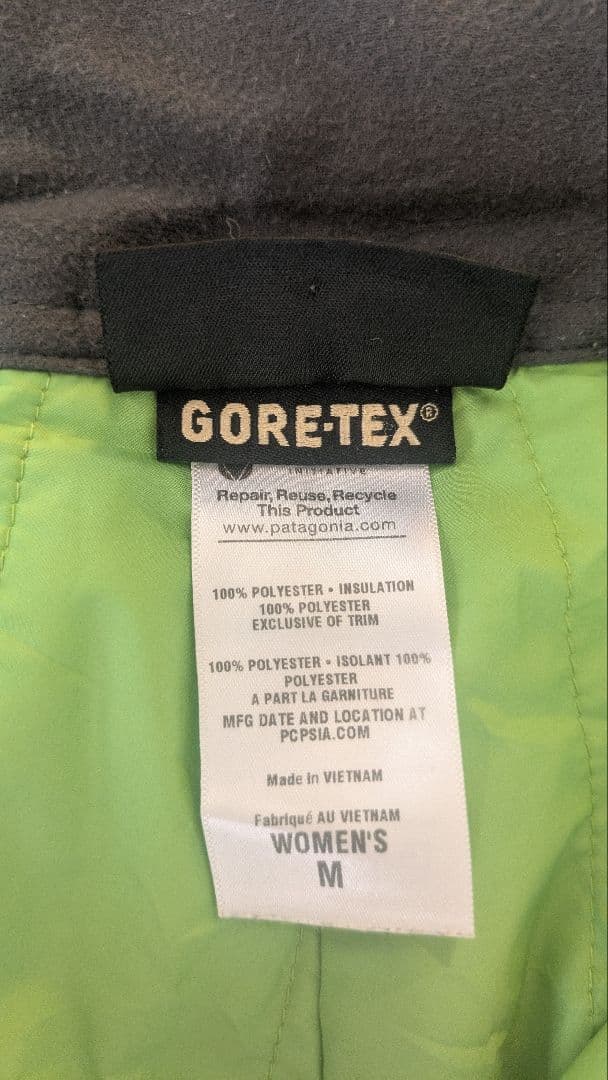 GORE-TEX®
INITIATIVE
Repair, Reuse, Recycle
This Product
www.patagonia.com
100% POLYESTER • INSULATION
100% POLYESTER
EXCLUSIVE OF TRIM
100% POLYESTER • ISOLANT 100%
POLYESTER
A PART LA GARNITURE
MFG DATE AND LOCATION AT
PCPSIA.COM
Made in VIETNAM
Fabriqué AU VIETNAM
WOMEN'S
M